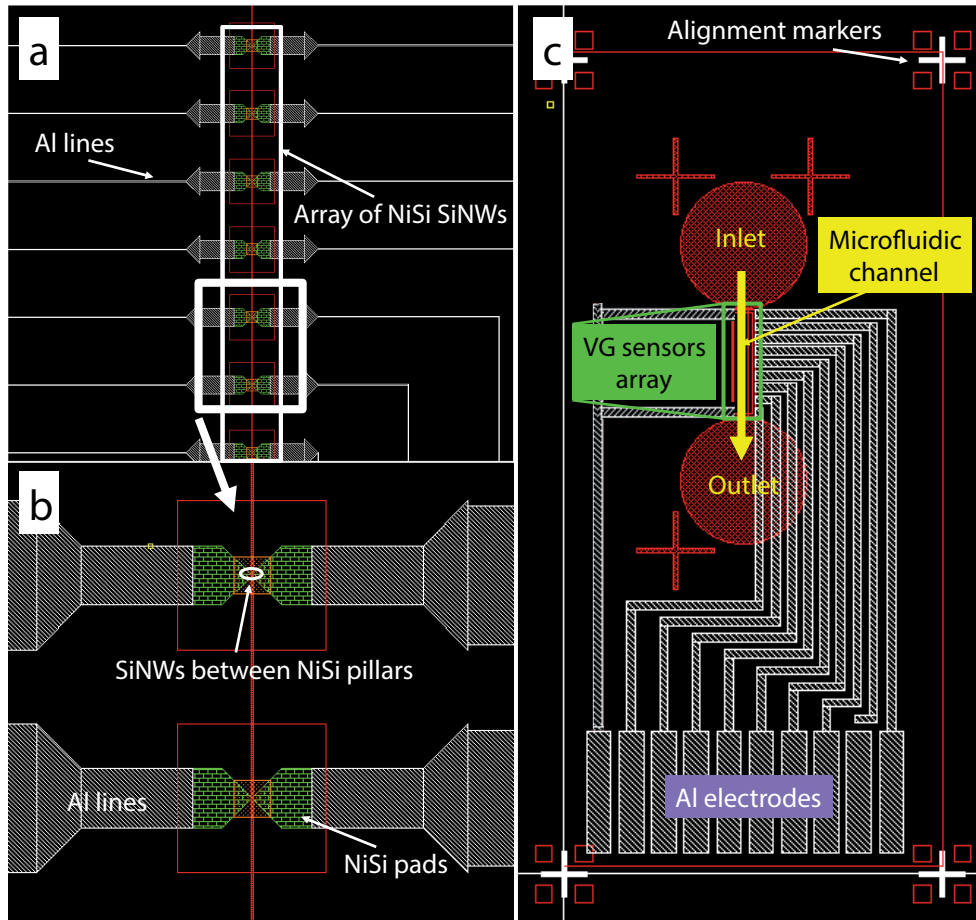 a
Al lines
Array of NiSi SiNWs
b
SiNWs between NiSi pillars
Al lines
NiSi pads
c
Alignment markers
Inlet
Microfluidic
channel
VG sensors
array
Outlet
Al electrodes